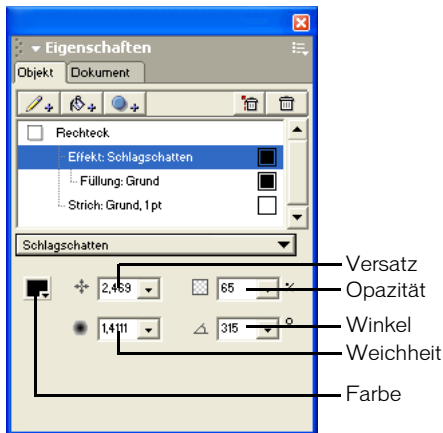 Eigenschaften
Objekt Dokument
Rechteck
Effekt: Schlagschatten
Füllung: Grund
Strich: Grund, 1 pt
Schlagschatten
2,469 65 %
1,4111 315 °
Versatz
Opazität
Winkel
Weichheit
Farbe